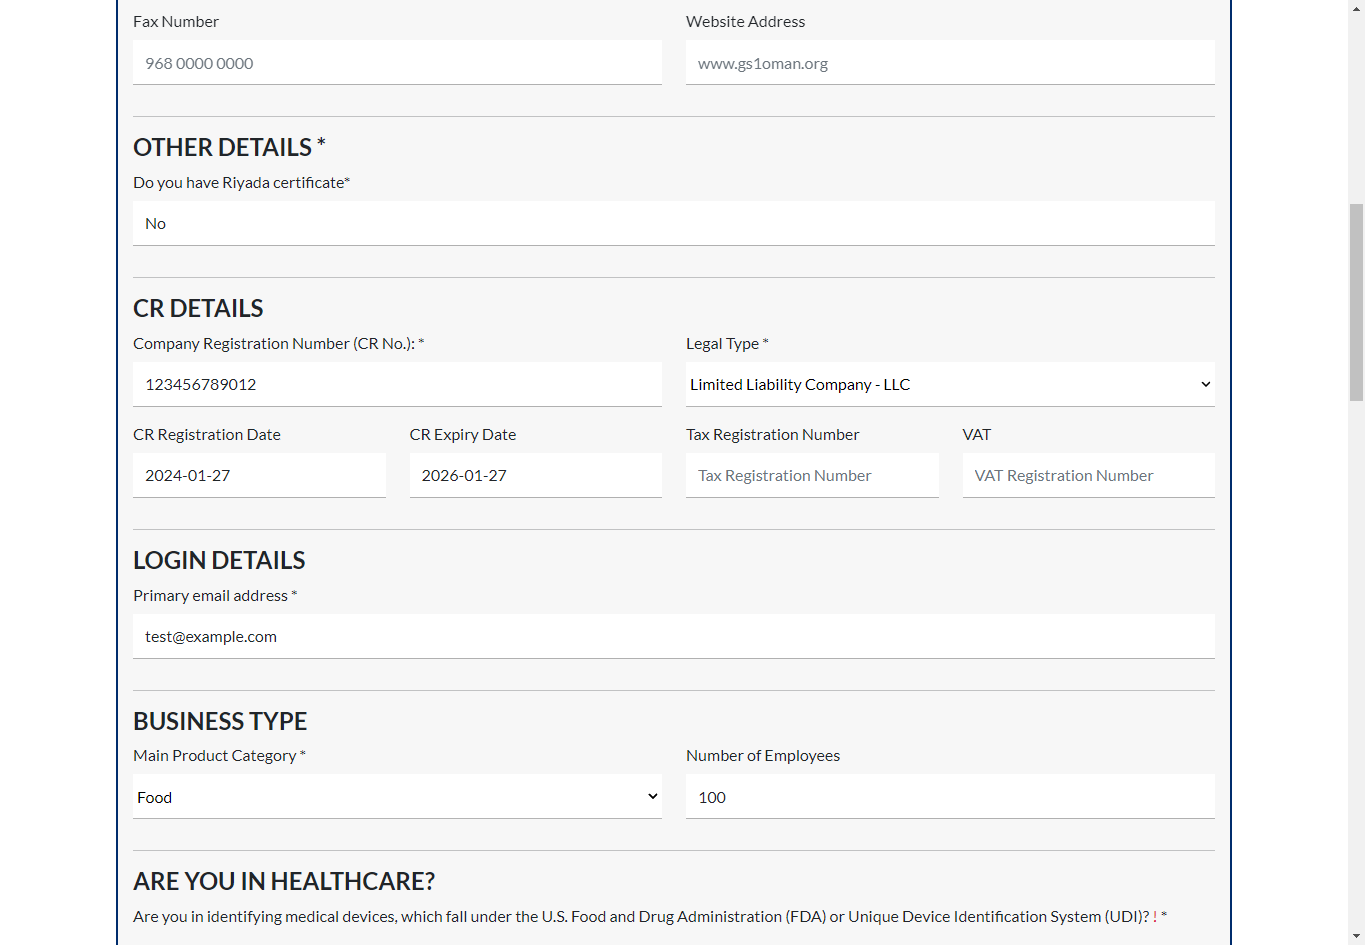 Fax Number
Website Address
968 0000 0000
www.gs1oman.org
OTHER DETAILS *
Do you have Riyada certificate*
No
CR DETAILS
Company Registration Number (CR No.): *
Legal Type *
123456789012
Limited Liability Company - LLC
CR Registration Date
CR Expiry Date
Tax Registration Number
VAT
2024-01-27
2026-01-27
Tax Registration Number
VAT Registration Number
LOGIN DETAILS
Primary email address *
test@example.com
BUSINESS TYPE
Main Product Category *
Number of Employees
Food
100
ARE YOU IN HEALTHCARE?
Are you in identifying medical devices, which fall under the U.S. Food and Drug Administration (FDA) or Unique Device Identification System (UDI)? ! *